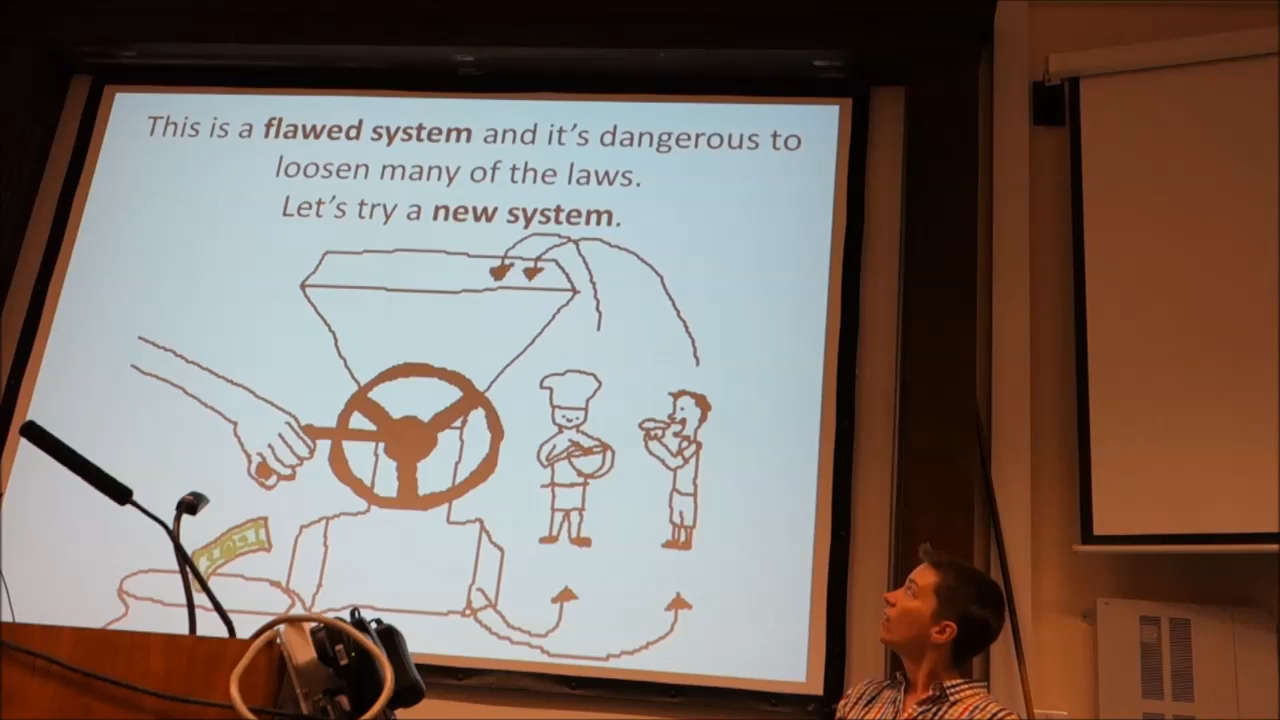 This is a flawed system and it's dangerous to
loosen many of the laws.
Let's try a new system.